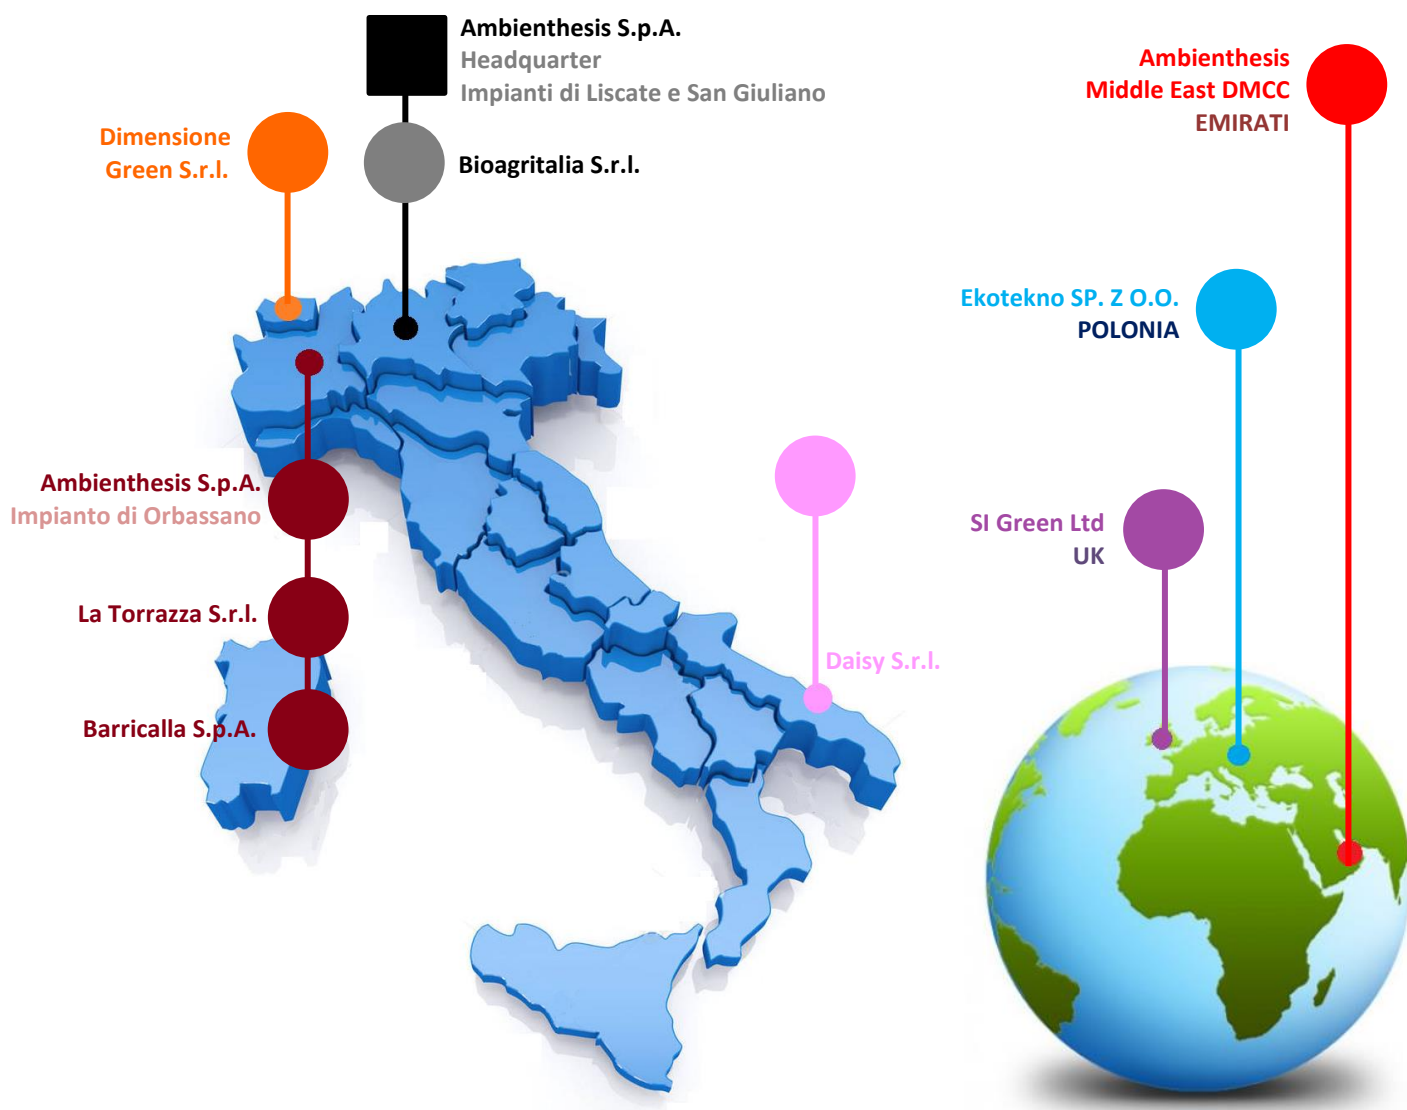 Ambienthesis S.p.A.
Headquarter
Impianti di Liscate e San Giuliano
Dimensione
Green S.r.l.
Bioagritalia S.r.l.
Ambienthesis S.p.A.
Impianto di Orbassano
La Torrazza S.r.l.
Barricalla S.p.A.
Daisy S.r.l.
Ambienthesis
Middle East DMCC
EMIRATI
Ekotekno SP. Z O.O.
POLONIA
SI Green Ltd
UK